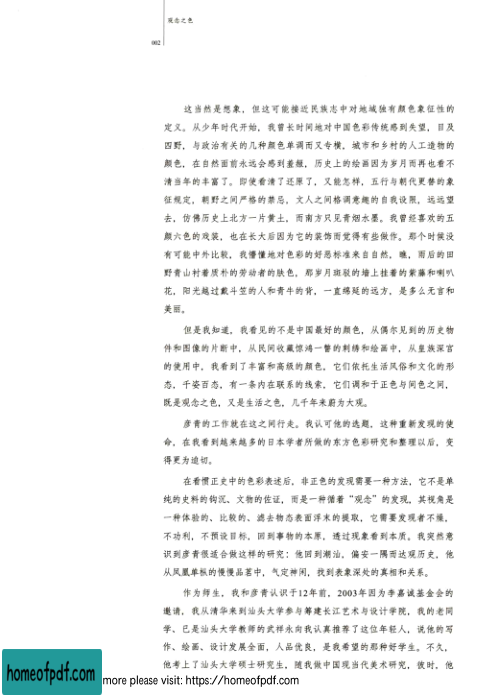 观念之色
002
这当然是想象，但这可能接近民族志中对地域独有颜色象征性的
定义。从少年时代开始，我曾长时间地对中国色彩传统感到失望，目及
四野，与政治有关的几种颜色单调而又专横，城市和乡村的人工造物的
颜色，在自然面前永远会感到羞赧，历史上的绘画因为岁月而再也看不
清当年的丰富了。即使看清了还原了，又能怎样，五行与朝代更替的象
征规定，朝野之间严格的禁忌，文人之间格调意趣的自我设限，远远望
去，仿佛历史上北方一片黄土，而南方只见青烟水墨。我曾经喜欢的五
颜六色的戏装，也在长大后因为它的装饰而觉得有些做作。那个时候没
有可能中外比较，我懵懂地对色彩的好恶标准来自自然，瞧，雨后的田
野青山衬着质朴的劳动者的肤色，那岁月斑驳的墙上挂着的紫藤和喇叭
花，阳光越过戴斗笠的人和青牛的背，一直绵延的远方，是多么无言和
美丽。
但是我知道，我看见的不是中国最好的颜色，从偶尔见到的历史物
件和图像的片断中，从民间收藏惊鸿一瞥的刺绣和绘画中，从皇族深宫
的使用中，我看到了丰富和高级的颜色，它们依托生活风俗和文化的形
态，千姿百态，有一条内在联系的线索，它们调和于正色与间色之间，
既是观念之色，又是生活之色，几千年来蔚为大观。
彦青的工作就在这之间行走。我认可他的选题，这种重新发现的使
命，在我看到越来越多的日本学者所做的东方色彩研究和整理以后，变
得更为迫切。
在看惯正史中的色彩表述后，非正色的发现需要一种方法，它不是单
纯的史料的钩沉、文物的佐证，而是一种循着“观念”的发现，其视角是
一种体验的、比较的、滤去物态表面浮末的提取，它需要发现者不燥，
不功利，不预设目标，回到事物的本原，透过现象看到本质。我突然意
识到彦青很适合做这样的研究：他回到潮汕，偏安一隅而达观历史，他
从凤凰单枞的慢慢品茗中，气定神闲，找到表象深处的真相和关系。
作为师生，我和彦青认识于12年前，2003年因为李嘉诚基金会的
邀请，我从清华来到汕头大学参与筹建长江艺术与设计学院，我的老同
学、已是汕头大学教师的武祥永向我认真推荐了这位年轻人，说他的写
作、绘画、设计发展全面，人品优良，是我希望的那种好学生。不久，
他考上了汕头大学硕士研究生，随我做中国现当代美术研究，彼时，他
homeofpdf.com
more please visit: https://homeofpdf.com